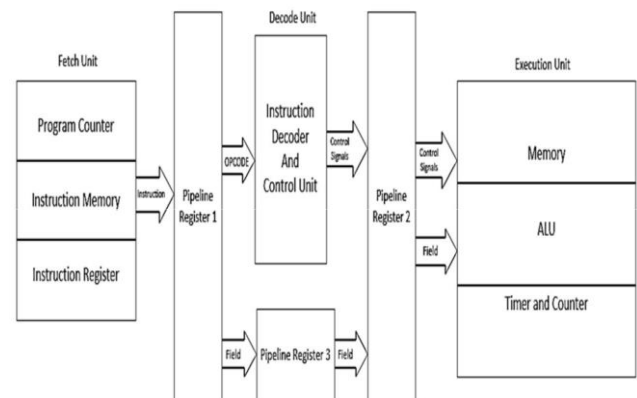 Decode Unit
Fetch Unit
Execution Unit
Program Counter
Instruction Memory
Instruction Register
Instruction
Pipeline
Register 1
OPCODE
Instruction
Decoder
And
Control Unit
Control
Signals
Pipeline
Register 2
Control
Signals
Field
Memory
ALU
Timer and Counter
Field
Pipeline Register 3
Field